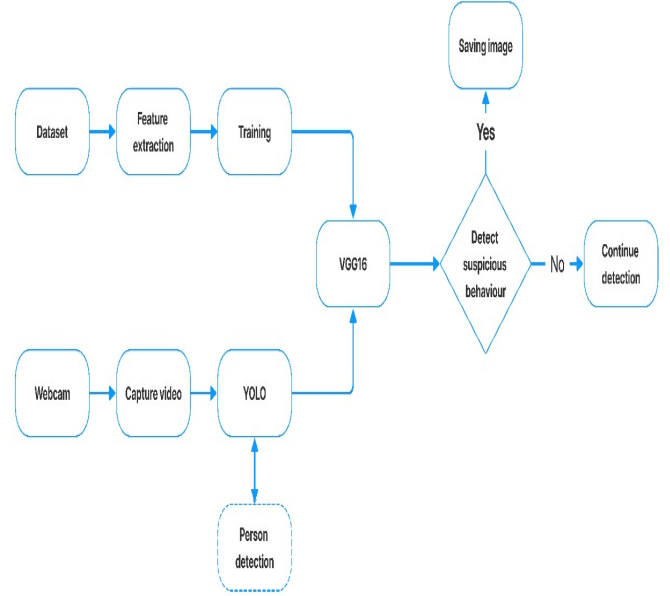 Saving image
Yes
Dataset
Feature
extraction
Training
VGG16
Detect
suspicious
behaviour
No
Continue
detection
Webcam
Capture video
YOLO
Person
detection